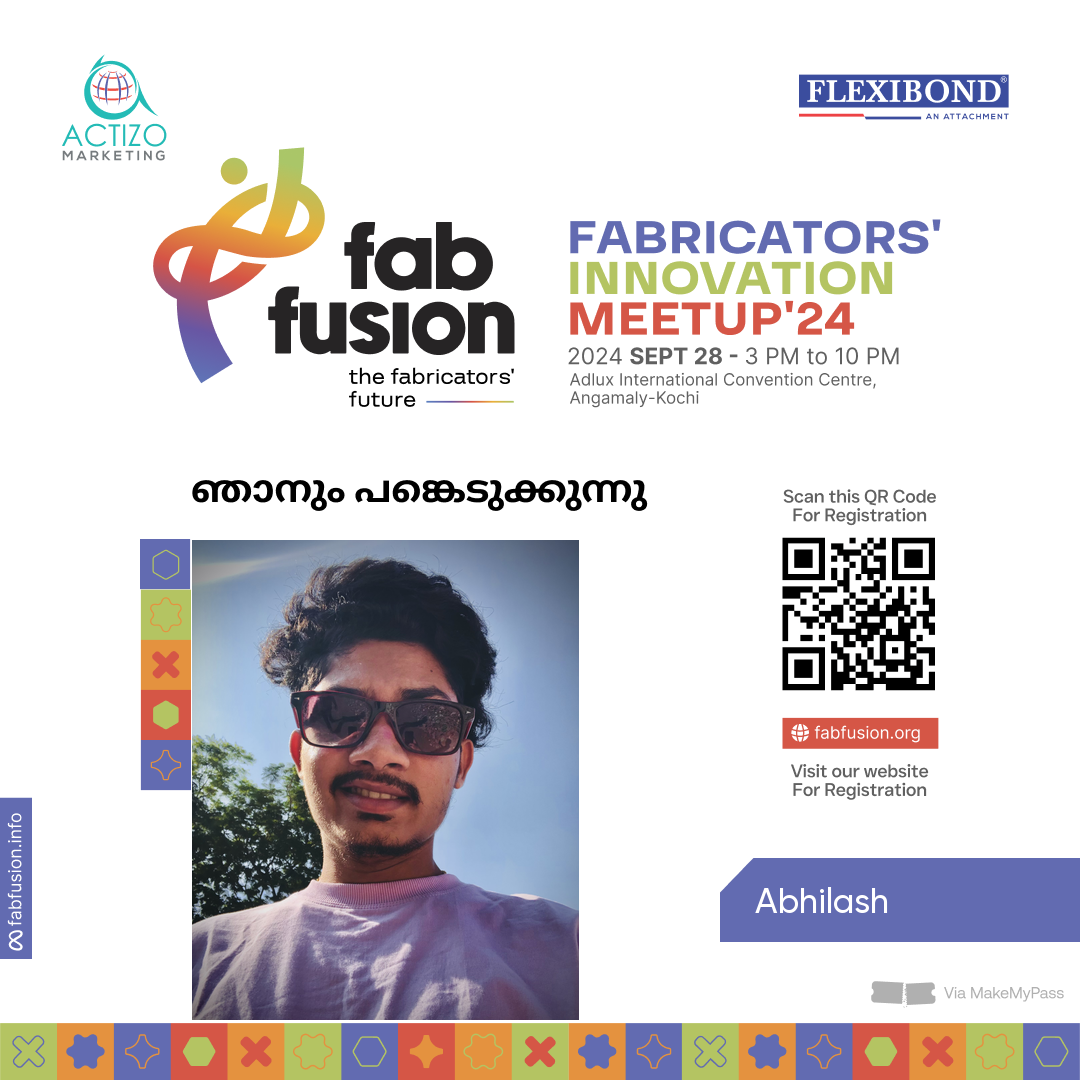 ACTIZO
MARKETING
FLEXIBOND®
AN ATTACHMENT
fab
fusion
the fabricators'
future
FABRICATORS'
INNOVATION
MEETUP'24
2024 SEPT 28 - 3 PM to 10 PM
Adlux International Convention Centre,
Angamaly-Kochi
ഞാനും പങ്കെടുക്കുന്നു
Scan this QR Code
For Registration
fabfusion.org
Visit our website
For Registration
fabfusion.info
Abhilash
Via MakeMyPass